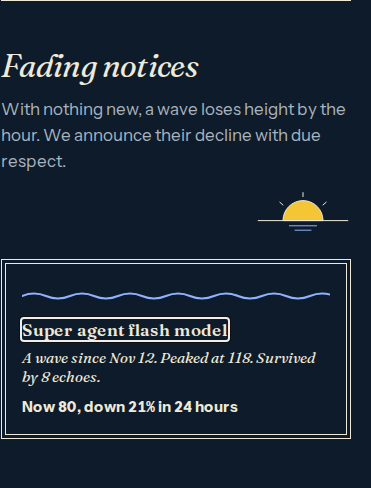 Fading notices
With nothing new, a wave loses height by the
hour. We announce their decline with due
respect.
Super agent flash model
A wave since Nov 12. Peaked at 118. Survived
by 8 echoes.
Now 80, down 21% in 24 hours